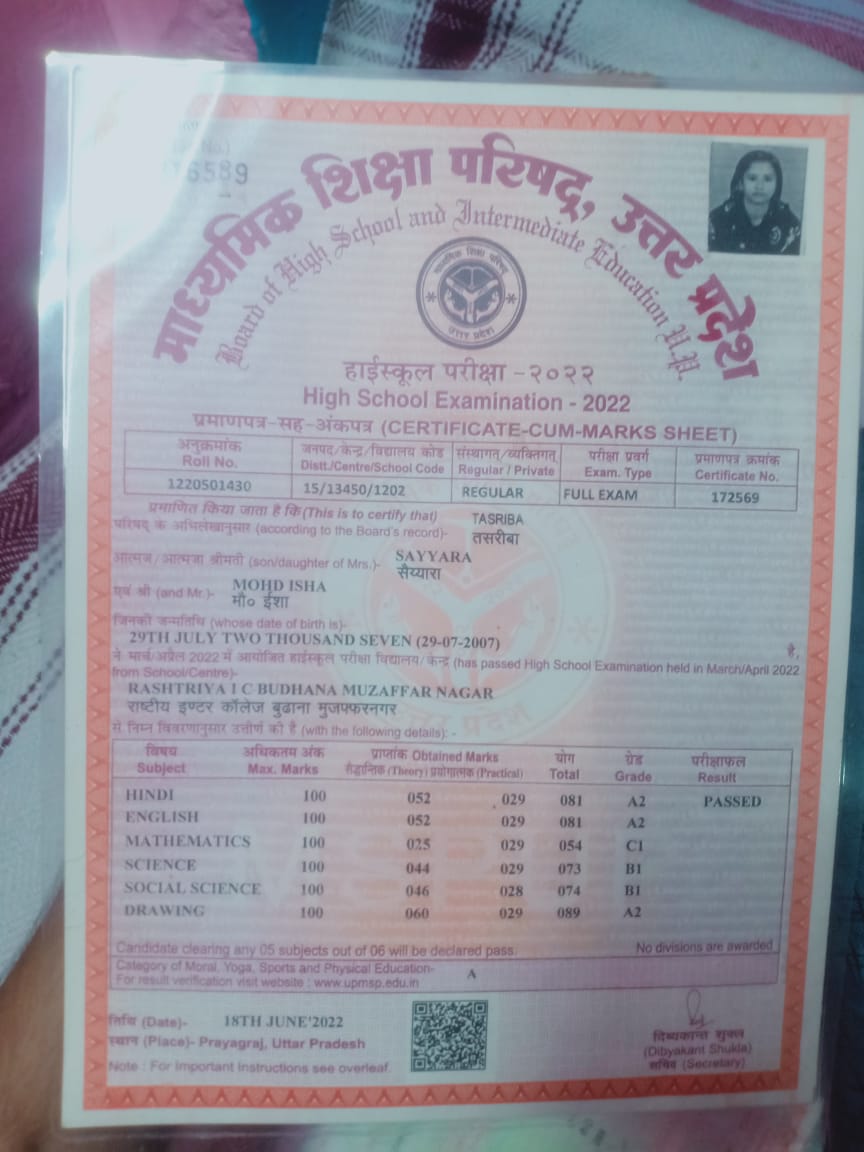 No.)
6589
माध्यमिक शिक्षा परिषद्, उत्तर प्रदेश
Board of High School and Intermediate Education U.P.
माध्यमिक शिक्षा परिषद्
उत्तर प्रदेश
हाईस्कूल परीक्षा -२०२२
High School Examination - 2022
प्रमाणपत्र-सह-अंकपत्र (CERTIFICATE-CUM-MARKS SHEET)
अनुक्रमांक जनपद/केन्द्र/विद्यालय कोड संस्थागत/व्यक्तिगत परीक्षा प्रवर्ग प्रमाणपत्र क्रमांक
Roll No. Distt./Centre/School Code Regular / Private Exam. Type Certificate No.
1220501430 15/13450/1202 REGULAR FULL EXAM 172569
प्रमाणित किया जाता है कि(This is to certify that) TASRIBA
परिषद के अभिलेखानुसार (according to the Board's record)- तसरीबा
आत्मज/आत्मजा श्रीमती (son/daughter of Mrs.)- SAYYARA
सैय्यारा
एवं श्री (and Mr.)- MOHD ISHA
मौ० ईशा
जिनकी जन्मतिथि (whose date of birth is)-
29TH JULY TWO THOUSAND SEVEN (29-07-2007) है,
ने मार्च/अप्रैल 2022 में आयोजित हाईस्कूल परीक्षा विद्यालय/केन्द्र (has passed High School Examination held in March/April 2022
from School/Centre)-
RASHTRIYA I C BUDHANA MUZAFFAR NAGAR
राष्टीय इण्टर कॉलेज बुढाना मुजफ्फरनगर
से निम्न विवरणानुसार उत्तीर्ण की है (with the following details): -
विषय अधिकतम अंक प्राप्तांक Obtained Marks योग ग्रेड परीक्षाफल
Subject Max. Marks सैद्धान्तिक (Theory) प्रयोगात्मक (Practical) Total Grade Result
HINDI 100 052 029 081 A2 PASSED
ENGLISH 100 052 029 081 A2
MATHEMATICS 100 025 029 054 C1
SCIENCE 100 044 029 073 B1
SOCIAL SCIENCE 100 046 028 074 B1
DRAWING 100 060 029 089 A2
Candidate clearing any 05 subjects out of 06 will be declared pass. No divisions are awarded
Category of Moral, Yoga, Sports and Physical Education- A
For result verification visit website : www.upmsp.edu.in
तिथि (Date)- 18TH JUNE'2022
स्थान (Place)- Prayagraj, Uttar Pradesh
दिब्यकान्त शुक्ल
(Dibyakant Shukla)
सचिव (Secretary)
Note : For important instructions see overleaf.